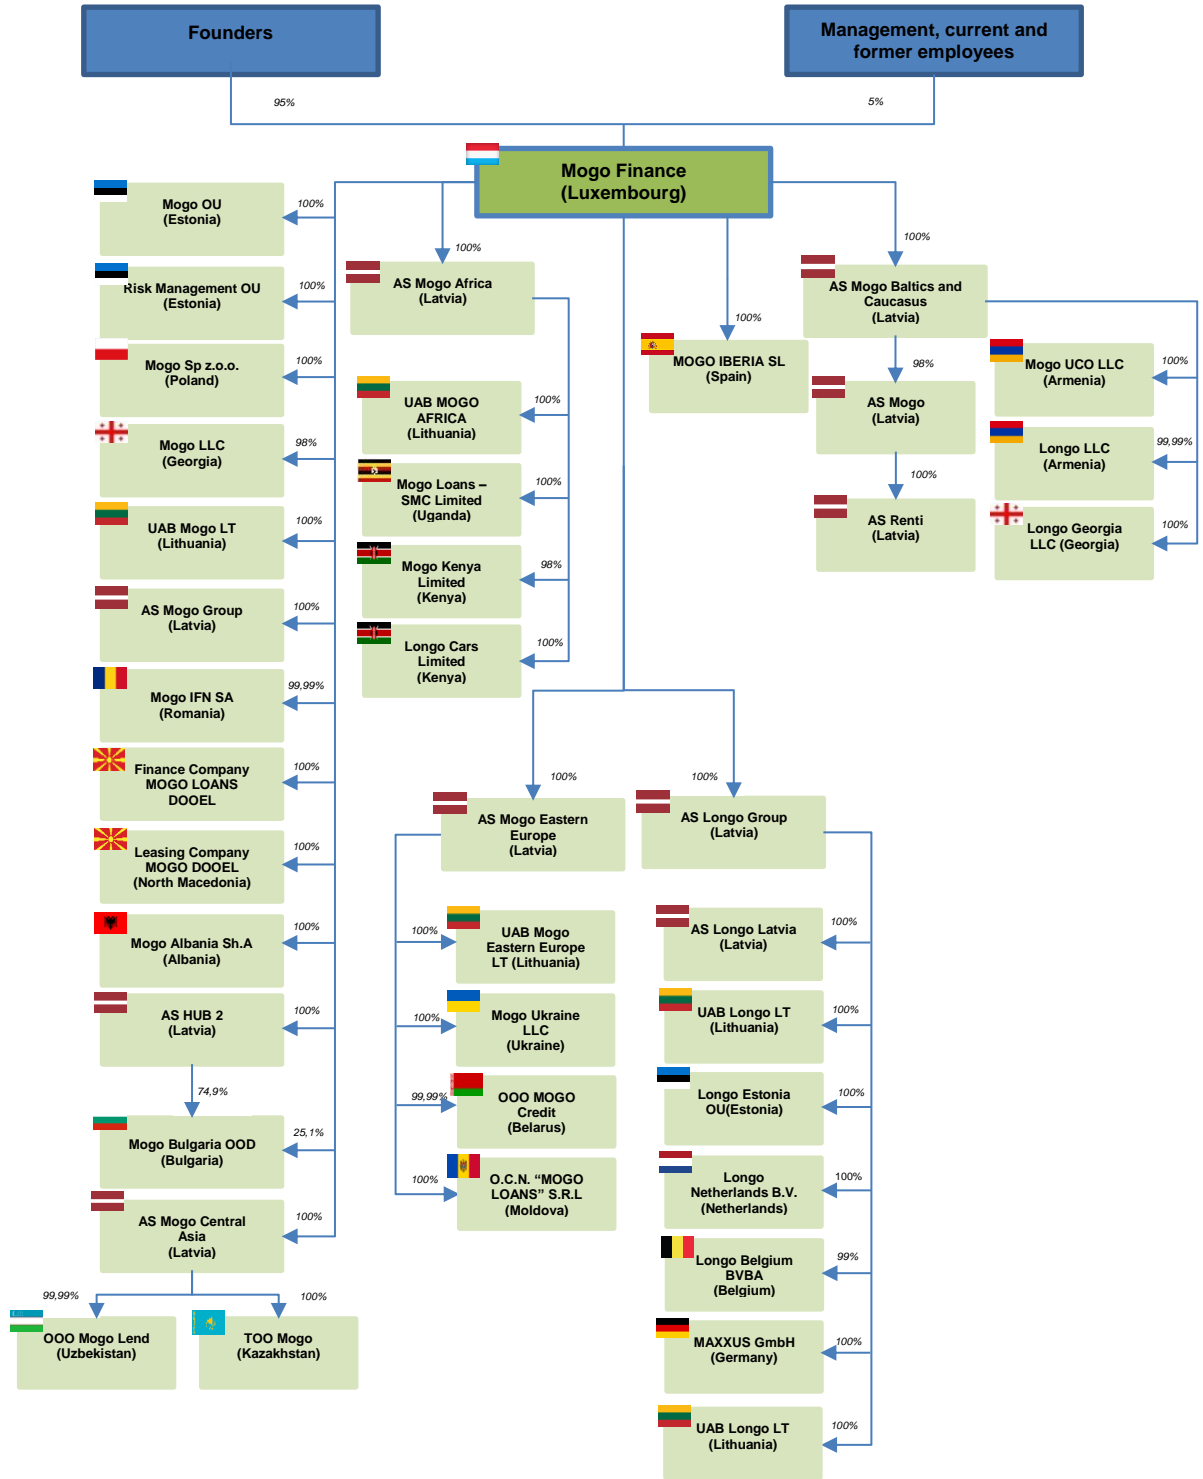 Founders
Management, current and
former employees
95%
5%
Mogo Finance
(Luxembourg)
Mogo OU
(Estonia)
100%
Risk Management OU
(Estonia)
100%
Mogo Sp z.o.o.
(Poland)
100%
Mogo LLC
(Georgia)
98%
UAB Mogo LT
(Lithuania)
100%
AS Mogo Group
(Latvia)
100%
Mogo IFN SA
(Romania)
99,99%
Finance Company
MOGO LOANS
DOOEL
100%
Leasing Company
MOGO DOOEL
(North Macedonia)
100%
Mogo Albania Sh.A
(Albania)
100%
AS HUB 2
(Latvia)
100%
74,9%
Mogo Bulgaria OOD
(Bulgaria)
25,1%
AS Mogo Central
Asia
(Latvia)
100%
99,99%
100%
OOO Mogo Lend
(Uzbekistan)
TOO Mogo
(Kazakhstan)
100%
AS Mogo Africa
(Latvia)
UAB MOGO
AFRICA
(Lithuania)
100%
Mogo Loans –
SMC Limited
(Uganda)
100%
Mogo Kenya
Limited
(Kenya)
98%
Longo Cars
Limited
(Kenya)
100%
100%
MOGO IBERIA SL
(Spain)
100%
AS Mogo Baltics and
Caucasus
(Latvia)
98%
AS Mogo
(Latvia)
100%
AS Renti
(Latvia)
Mogo UCO LLC
(Armenia)
100%
Longo LLC
(Armenia)
99,99%
Longo Georgia
LLC (Georgia)
100%
100%
AS Mogo Eastern
Europe
(Latvia)
100%
UAB Mogo
Eastern Europe
LT (Lithuania)
100%
Mogo Ukraine
LLC
(Ukraine)
99,99%
OOO MOGO
Credit
(Belarus)
100%
O.C.N. “MOGO
LOANS” S.R.L
(Moldova)
100%
AS Longo Group
(Latvia)
AS Longo Latvia
(Latvia)
100%
UAB Longo LT
(Lithuania)
100%
Longo Estonia
OU(Estonia)
100%
Longo
Netherlands B.V.
(Netherlands)
100%
Longo Belgium
BVBA
(Belgium)
99%
MAXXUS GmbH
(Germany)
100%
UAB Longo LT
(Lithuania)
100%